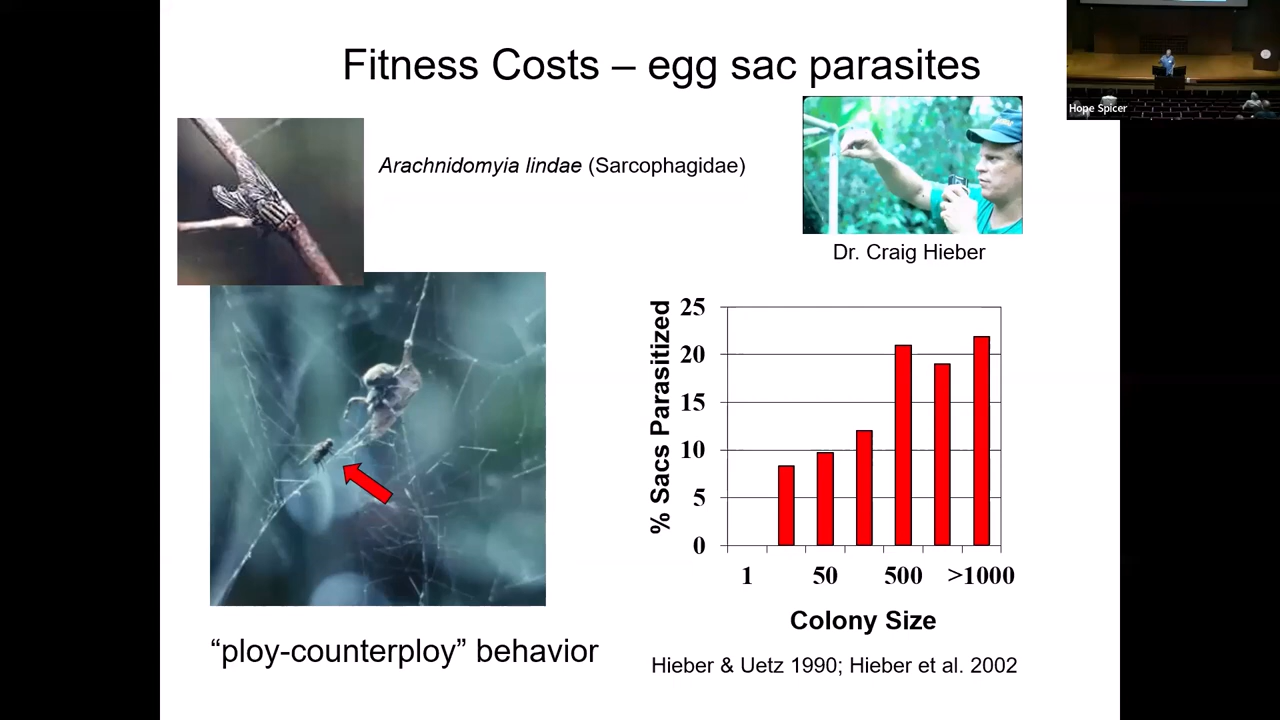 Fitness Costs – egg sac parasites
Hope Spicer
Arachnidomyia lindae (Sarcophagidae)
Dr. Craig Hieber
% Sacs Parasitized
25
20
15
10
5
0
1 50 500 >1000
Colony Size
“ploy-counterploy” behavior
Hieber & Uetz 1990; Hieber et al. 2002